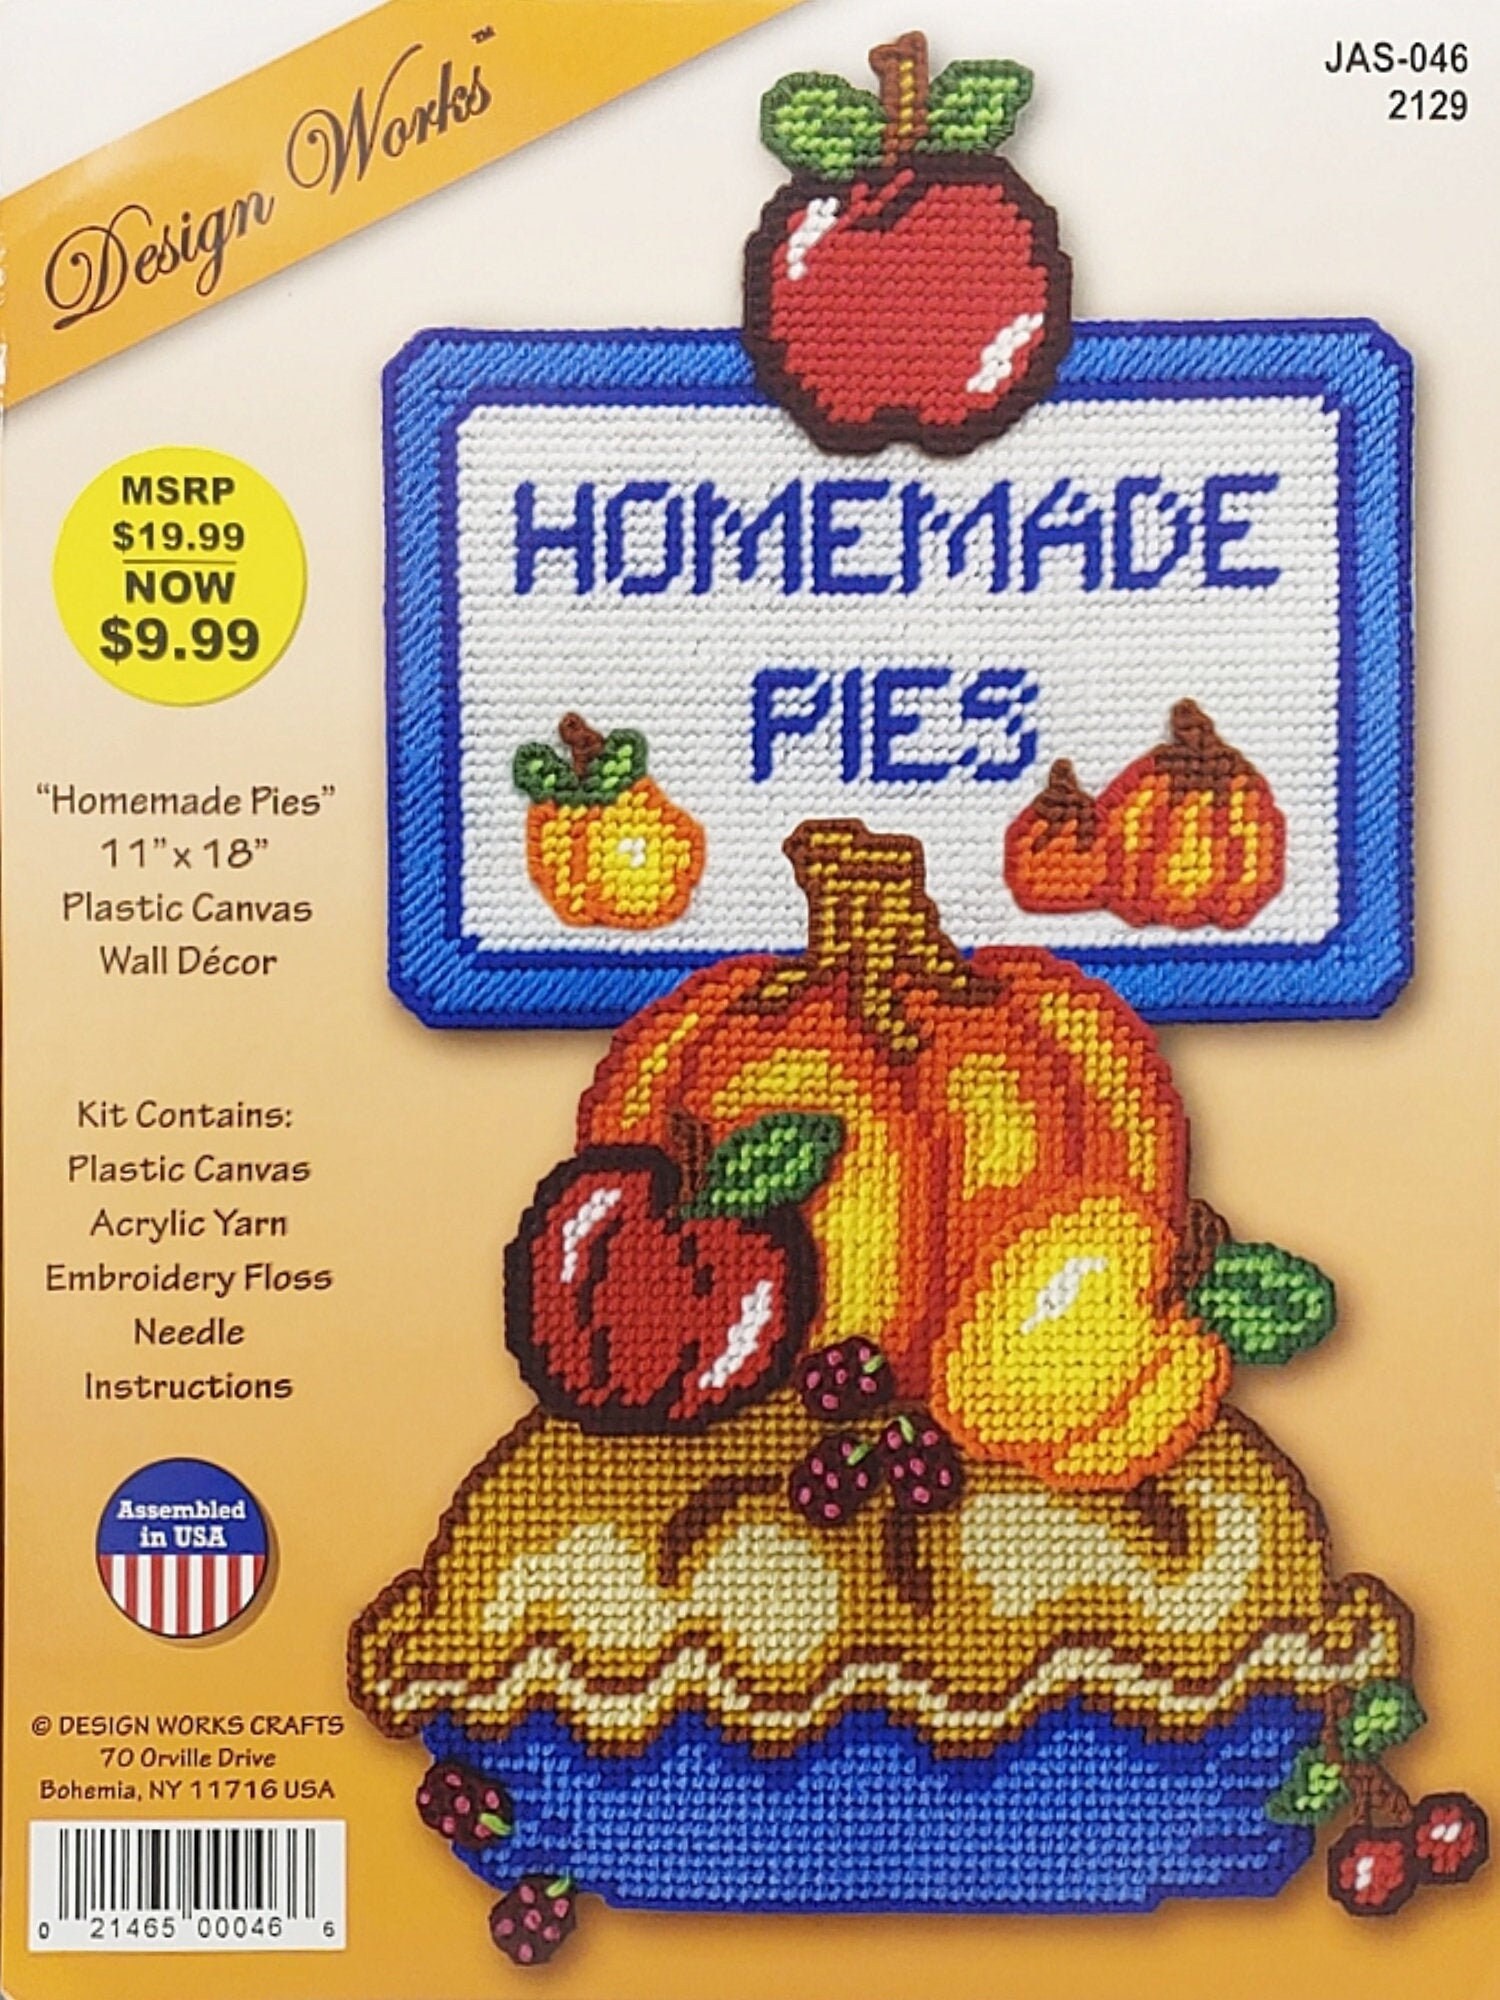 Design Works™
JAS-046
2129
HOMEMADE
PIES
MSRP
$19.99
NOW
$9.99
“Homemade Pies”
11” x 18”
Plastic Canvas
Wall Décor
Kit Contains:
Plastic Canvas
Acrylic Yarn
Embroidery Floss
Needle
Instructions
Assembled
in USA
© DESIGN WORKS CRAFTS
70 Orville Drive
Bohemia, NY 11716 USA
0 21465 00046 6